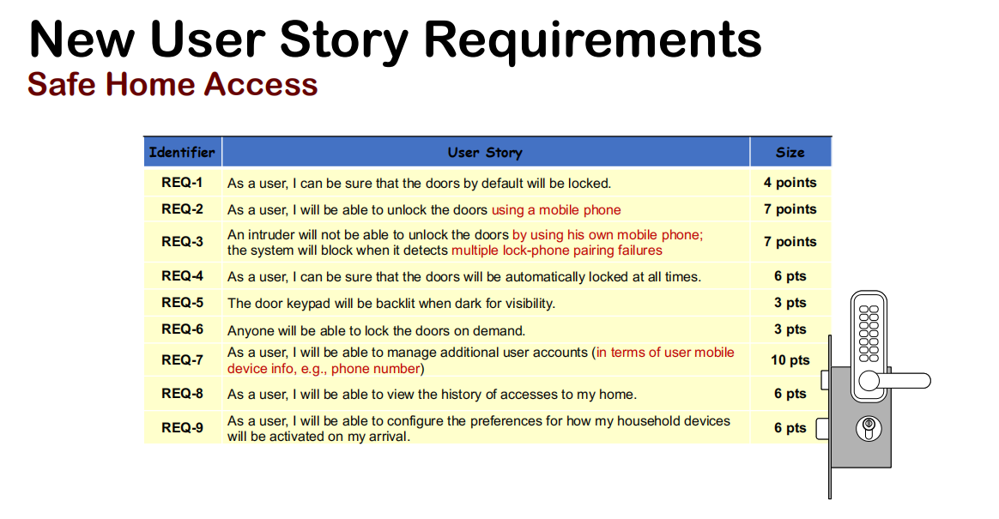 New User Story Requirements
Safe Home Access
Identifier User Story Size
REQ-1 As a user, I can be sure that the doors by default will be locked. 4 points
REQ-2 As a user, I will be able to unlock the doors using a mobile phone 7 points
REQ-3 An intruder will not be able to unlock the doors by using his own mobile phone; 7 points
the system will block when it detects multiple lock-phone pairing failures
REQ-4 As a user, I can be sure that the doors will be automatically locked at all times. 6 pts
REQ-5 The door keypad will be backlit when dark for visibility. 3 pts
REQ-6 Anyone will be able to lock the doors on demand. 3 pts
REQ-7 As a user, I will be able to manage additional user accounts (in terms of user mobile 10 pts
device info, e.g., phone number)
REQ-8 As a user, I will be able to view the history of accesses to my home. 6 pts
REQ-9 As a user, I will be able to configure the preferences for how my household devices 6 pts
will be activated on my arrival.